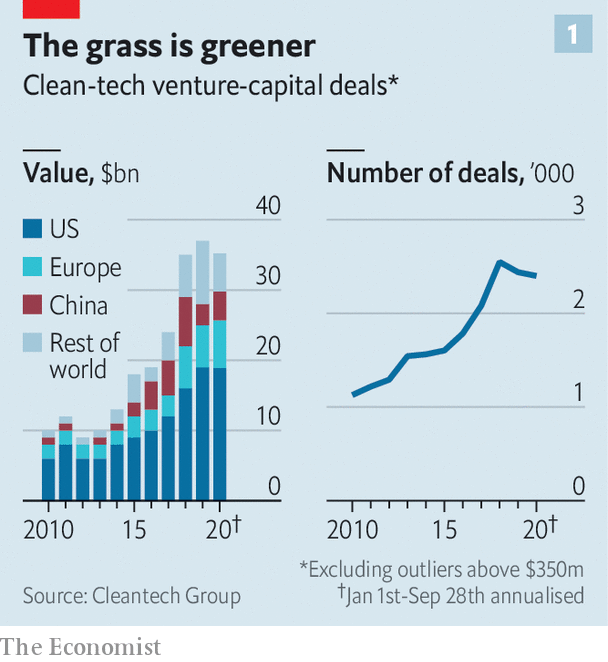 The grass is greener
1
Clean-tech venture-capital deals*
Value, $bn
US
Europe
China
Rest of
world
40
30
20
10
0
2010
15
20†
Number of deals, ’000
3
2
1
0
2010
15
20†
*Excluding outliers above $350m
†Jan 1st-Sep 28th annualised
Source: Cleantech Group
The Economist